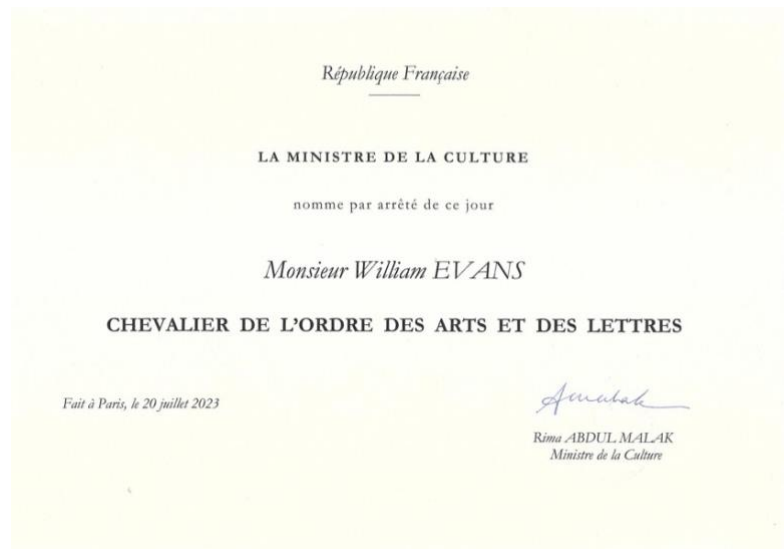 République Française
LA MINISTRE DE LA CULTURE
nomme par arrêté de ce jour
Monsieur William EVANS
CHEVALIER DE L'ORDRE DES ARTS ET DES LETTRES
Fait à Paris, le 20 juillet 2023
Rima ABDUL MALAK
Ministre de la Culture